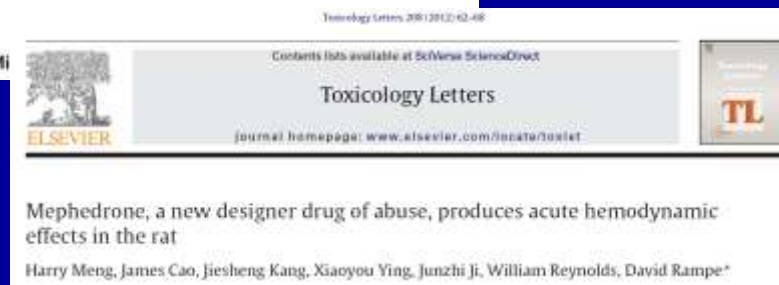 Toxicology Letters 208 (2012) 62–68
Mi
Contents lists available at SciVerse ScienceDirect
Toxicology Letters
ELSEVIER
journal homepage: www.elsevier.com/locate/toxlet
TL
Mephedrone, a new designer drug of abuse, produces acute hemodynamic
effects in the rat
Harry Meng, James Cao, Jiesheng Kang, Xiaoyou Ying, Junzhi Ji, William Reynolds, David Rampe*